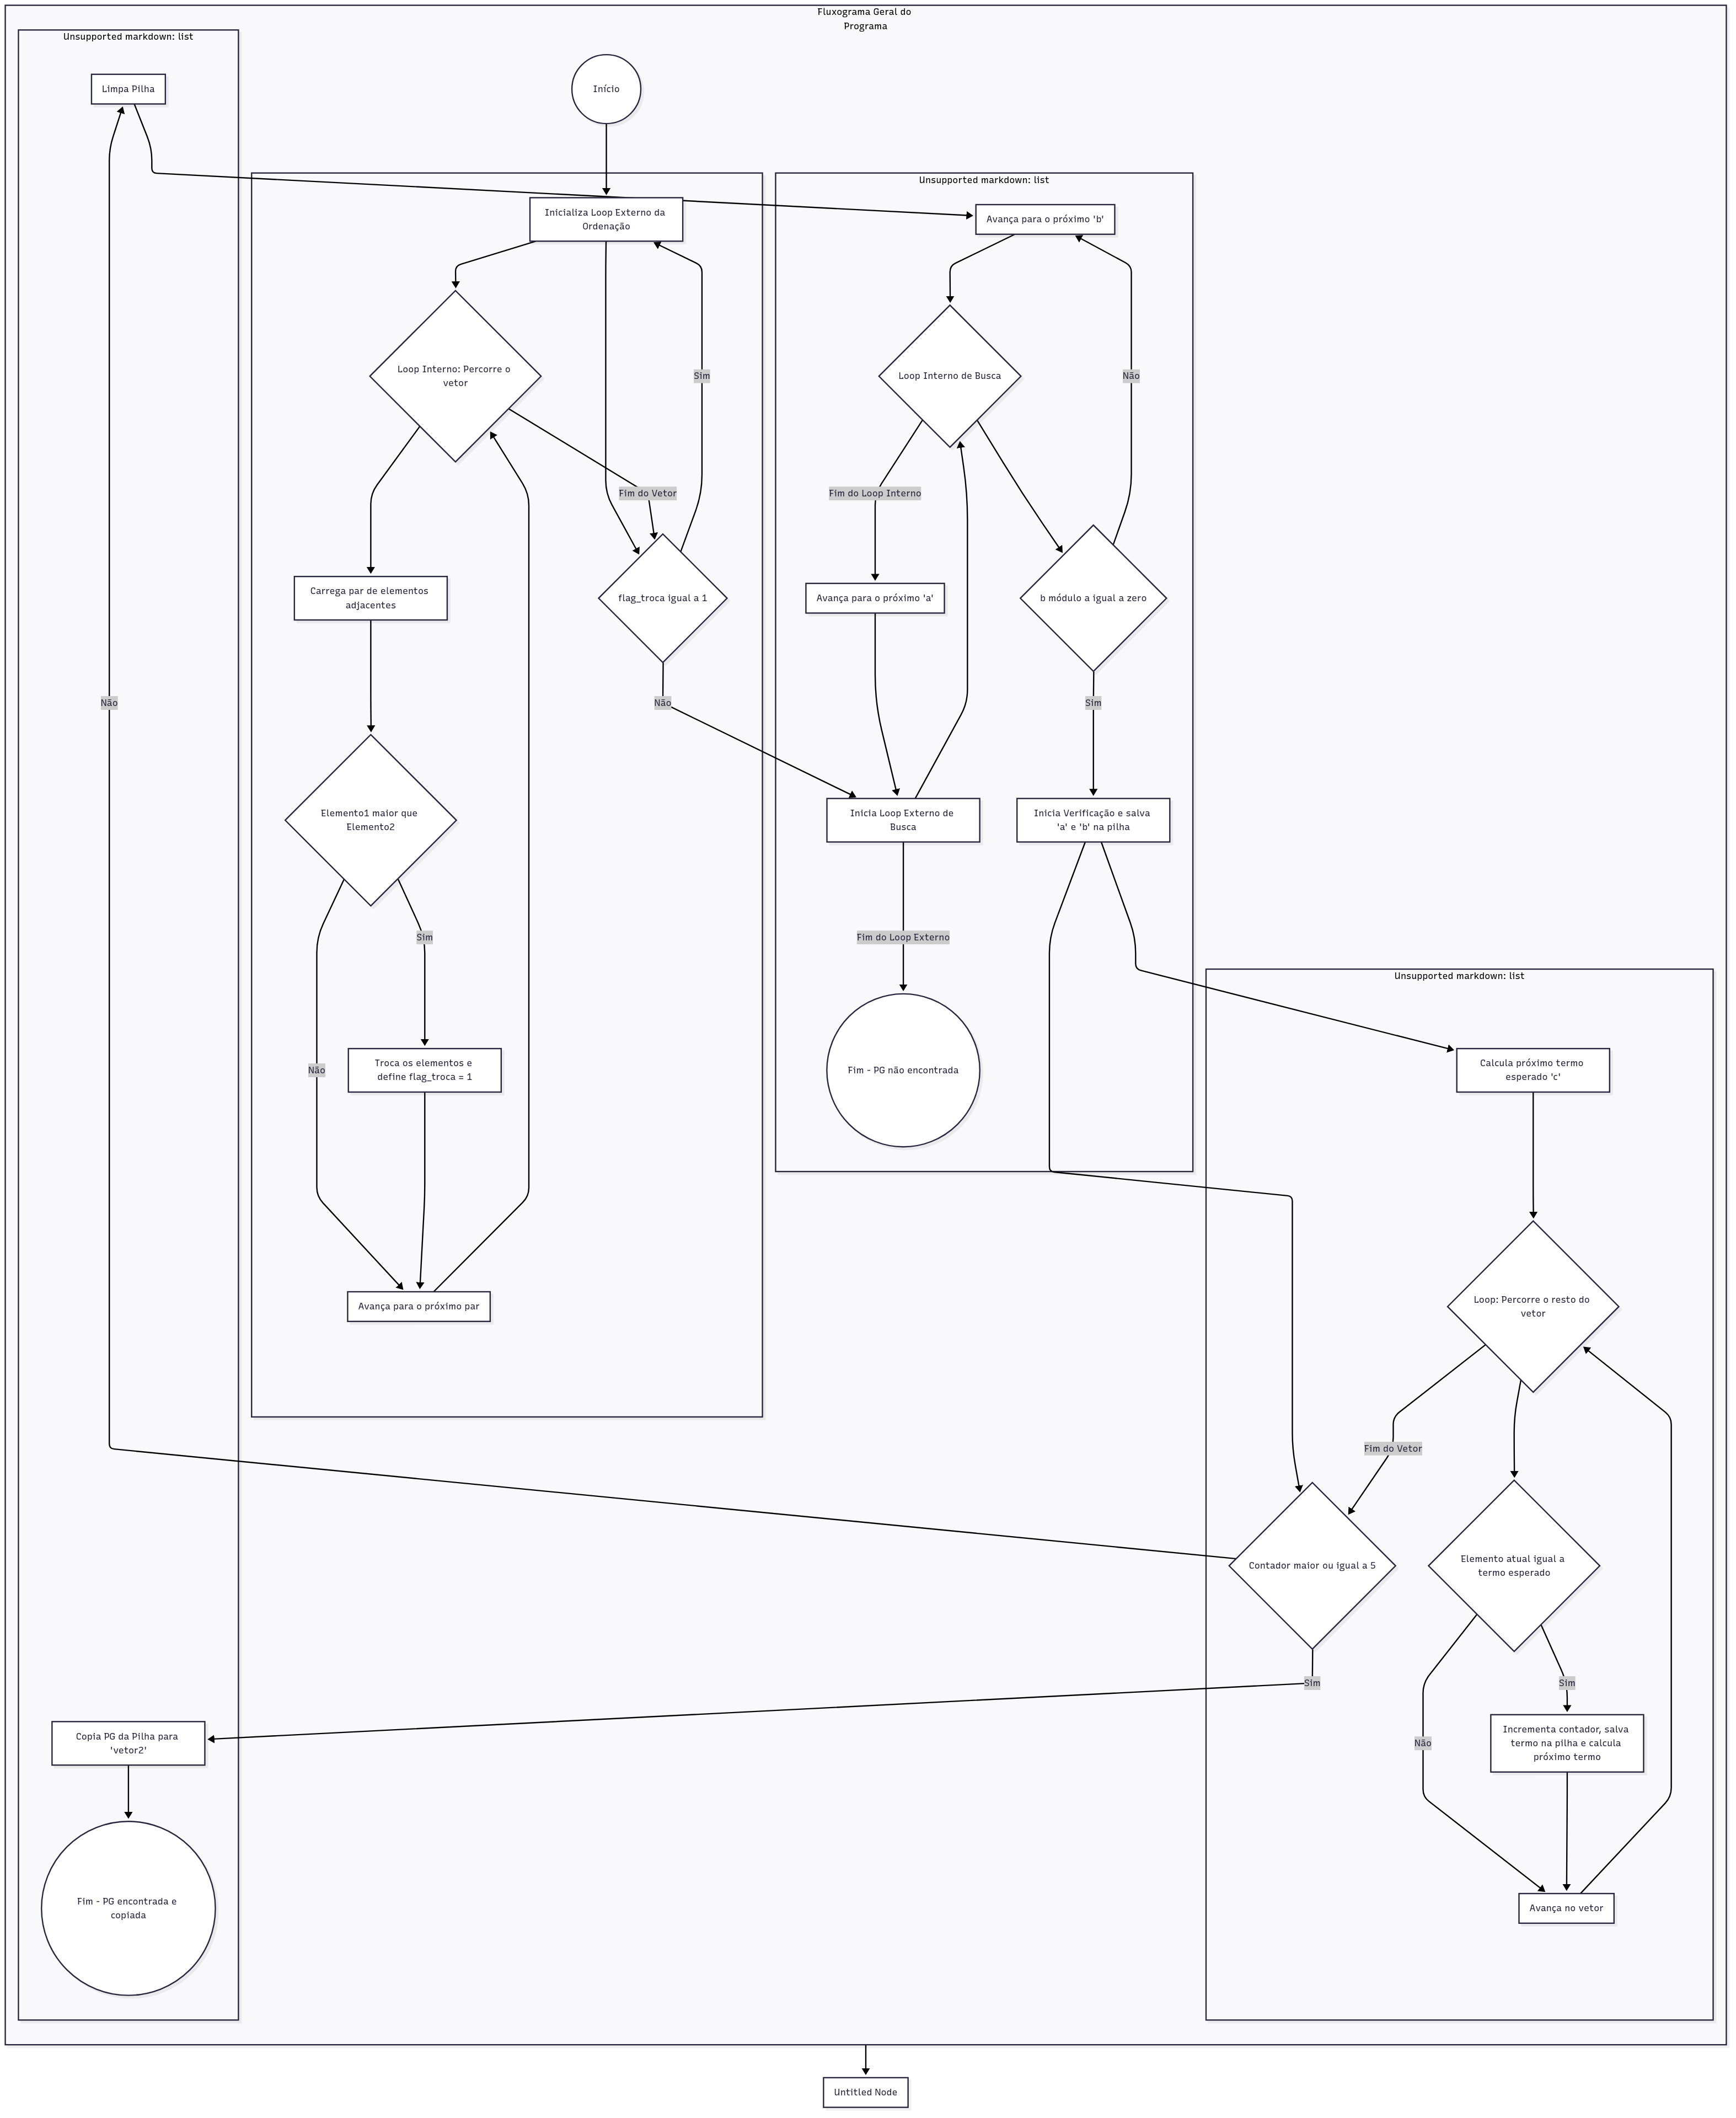 Fluxograma Geral do
Programa
Unsupported markdown: list
Limpa Pilha
Início
Unsupported markdown: list
Inicializa Loop Externo da
Ordenação
Avança para o próximo 'b'
Loop Interno: Percorre o
vetor
Sim
Loop Interno de Busca
Não
Fim do Vetor
Fim do Loop Interno
Carrega par de elementos
adjacentes
flag_troca igual a 1
Avança para o próximo 'a'
b módulo a igual a zero
Não
Não
Sim
Elemento1 maior que
Elemento2
Inicia Loop Externo de
Busca
Inicia Verificação e salva
'a' e 'b' na pilha
Sim
Fim do Loop Externo
Unsupported markdown: list
Não
Troca os elementos e
define flag_troca = 1
Fim - PG não encontrada
Calcula próximo termo
esperado 'c'
Avança para o próximo par
Loop: Percorre o resto do
vetor
Fim do Vetor
Contador maior ou igual a 5
Elemento atual igual a
termo esperado
Sim
Sim
Copia PG da Pilha para
'vetor2'
Não
Incrementa contador, salva
termo na pilha e calcula
próximo termo
Fim - PG encontrada e
copiada
Avança no vetor
Untitled Node